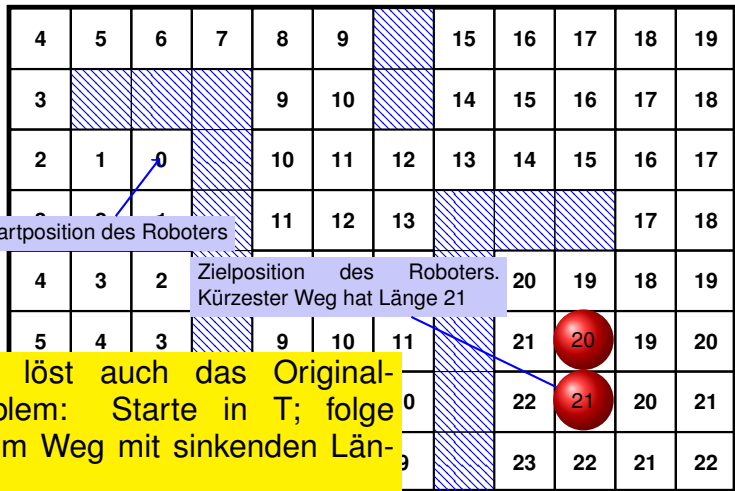 4 5 6 7 8 9 15 16 17 18 19
3 9 10 14 15 16 17 18
2 1 0 10 11 12 13 14 15 16 17
11 12 13 17 18
artposition des Roboters
4 3 2 20 19 18 19
Zielposition des Roboters.
Kürzester Weg hat Länge 21
5 4 3 9 10 11 21 20 19 20
löst auch das Original-
blem: Starte in T; folge
m Weg mit sinkenden Län-
22 21 20 21
23 22 21 22